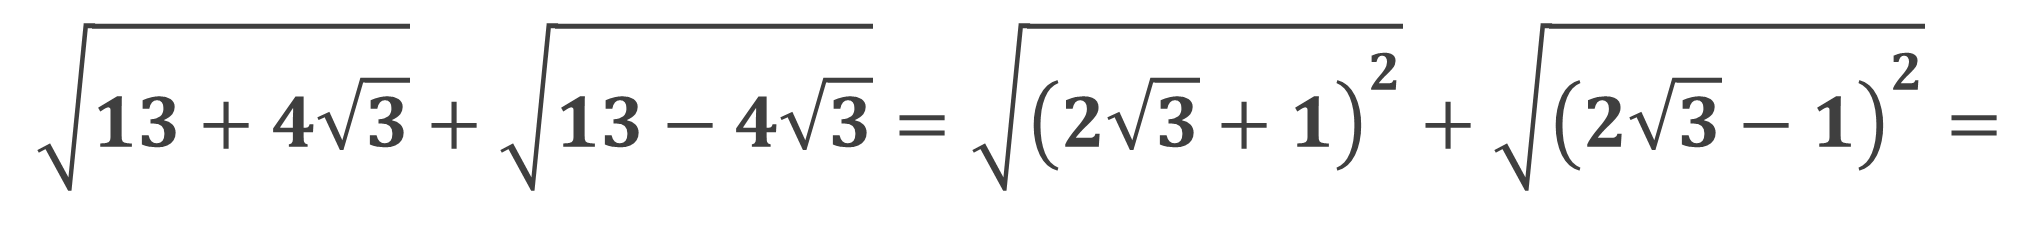 √(13 + 4√3) + √(13 − 4√3) = √((2√3 + 1)²) + √((2√3 − 1)²) =